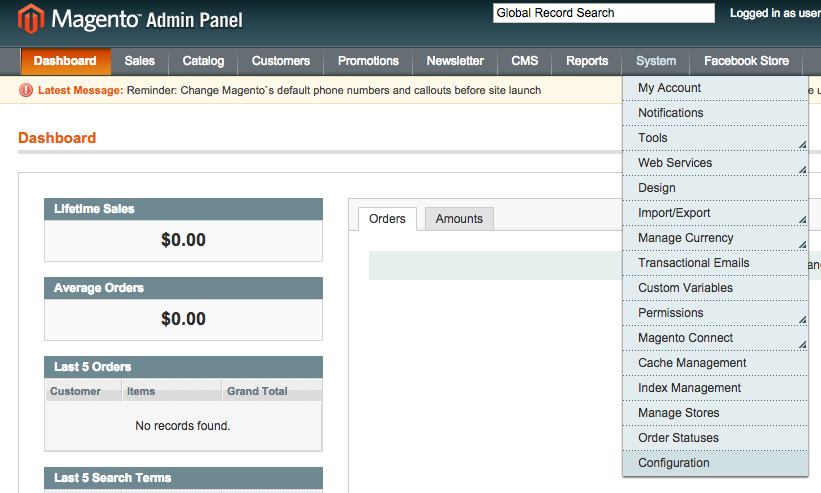 Magento Admin Panel
Global Record Search
Logged in as user
Dashboard Sales Catalog Customers Promotions Newsletter CMS Reports System Facebook Store
Latest Message: Reminder: Change Magento`s default phone numbers and callouts before site launch
My Account
Notifications
Tools
Web Services
Design
Import/Export
Manage Currency
Transactional Emails
Custom Variables
Permissions
Magento Connect
Cache Management
Index Management
Manage Stores
Order Statuses
Configuration
Dashboard
Lifetime Sales
$0.00
Average Orders
$0.00
Last 5 Orders
Customer Items Grand Total
No records found.
Last 5 Search Terms
Orders Amounts